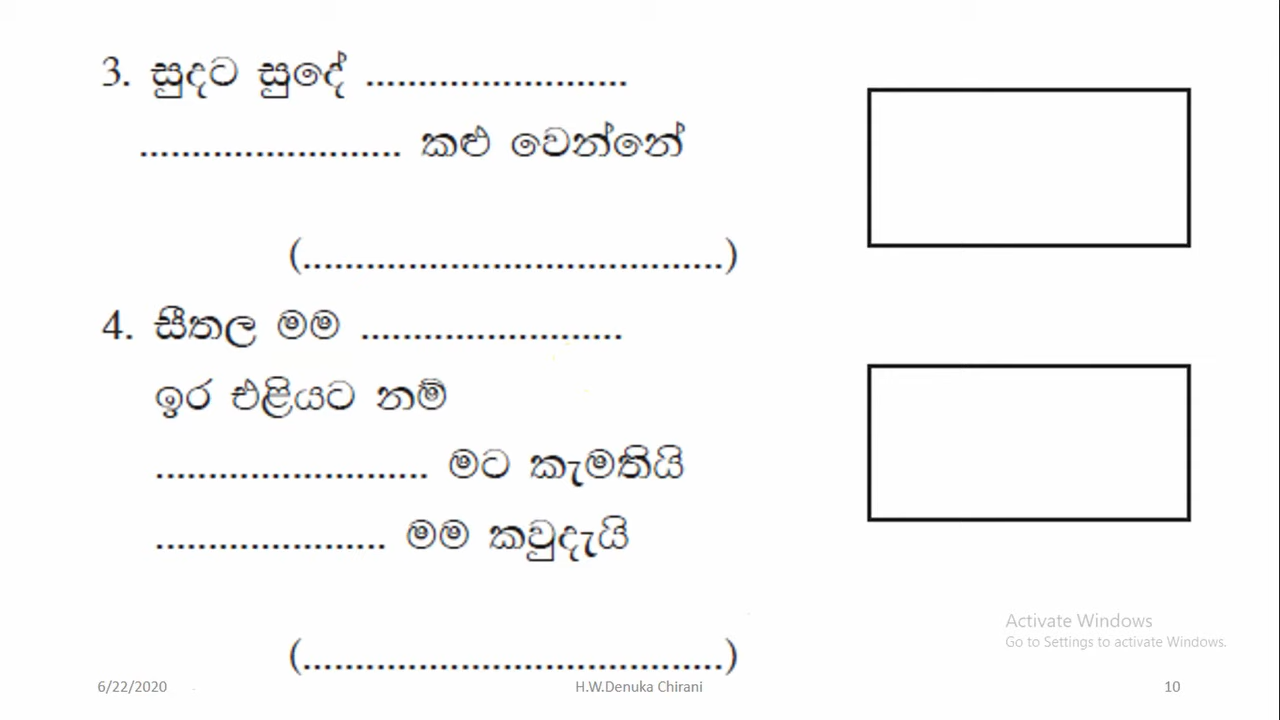 3. සුදට සුදේ .........................
......................... කළු වෙන්නේ
(........................................)
4. සීතල මම .........................
ඉර එළියට නම්
.......................... මට කැමතියි
...................... මම කවුදැයි
(........................................)
Activate Windows
Go to Settings to activate Windows.
6/22/2020 H.W.Denuka Chirani 10